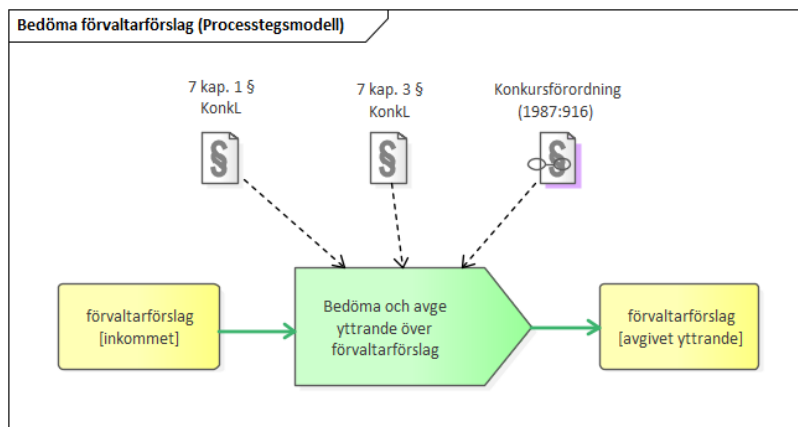 Bedöma förvaltarförslag (Processtegsmodell)
7 kap. 1 §
KonkL
7 kap. 3 §
KonkL
Konkursförordning
(1987:916)
§
§
§
förvaltarförslag
[inkommet]
Bedöma och avge
yttrande över
förvaltarförslag
förvaltarförslag
[avgivet yttrande]